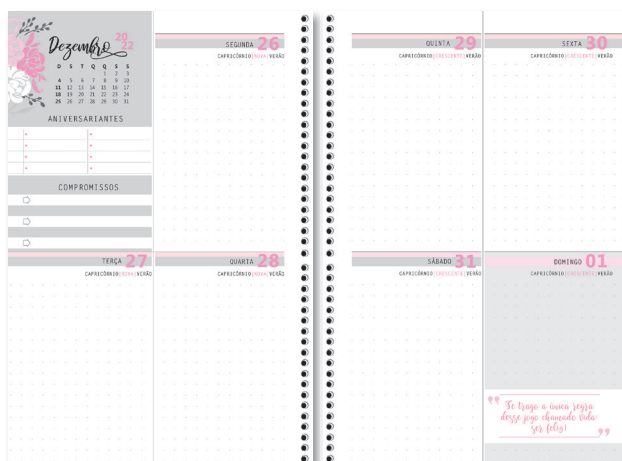 Dezembro
20
22
D S T Q Q S S
1 2 3
4 5 6 7 8 9 10
11 12 13 14 15 16 17
18 19 20 21 22 23 24
25 26 27 28 29 30 31
ANIVERSARIANTES
COMPROMISSOS
SEGUNDA 26
CAPRICÓRNIO|NOVA|VERÃO
TERÇA 27
CAPRICÓRNIO|NOVA|VERÃO
QUARTA 28
CAPRICÓRNIO|NOVA|VERÃO
QUINTA 29
CAPRICÓRNIO|CRESCENTE|VERÃO
SEXTA 30
CAPRICÓRNIO|CRESCENTE|VERÃO
SÁBADO 31
CAPRICÓRNIO|CRESCENTE|VERÃO
DOMINGO 01
CAPRICÓRNIO|CRESCENTE|VERÃO
"Te trago a única regra
desse jogo chamado vida:
ser feliz!"